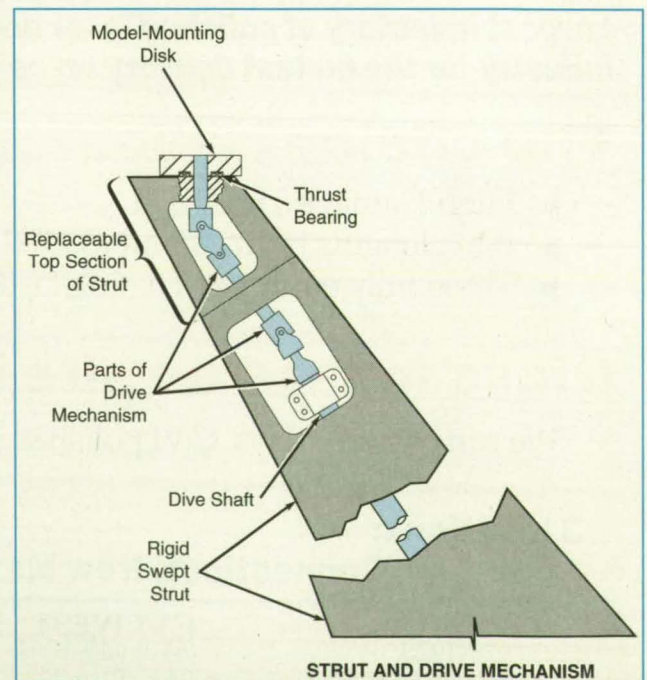 Model-Mounting
Disk
Thrust
Bearing
Replaceable
Top Section
of Strut
Parts of
Drive
Mechanism
Dive Shaft
Rigid
Swept
Strut
STRUT AND DRIVE MECHANISM